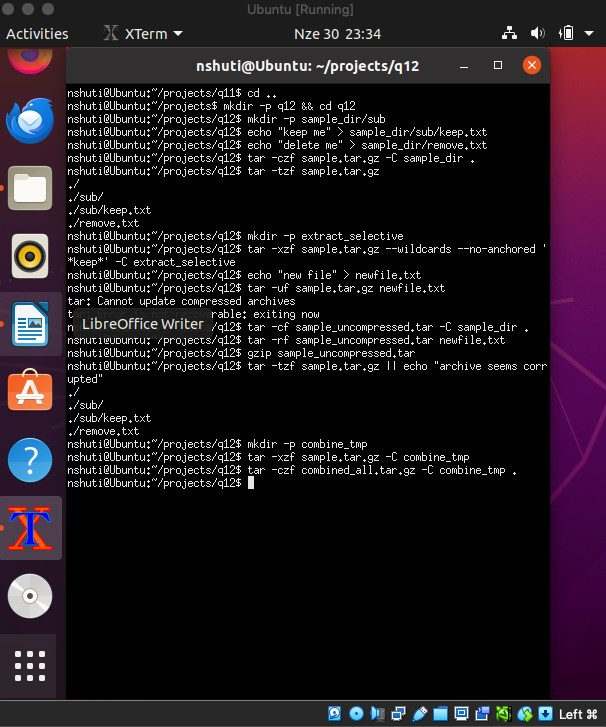 Ubuntu [Running]
Activities
XTerm
Nze 30 23:34
nshuti@Ubuntu: ~/projects/q12
nshuti@Ubuntu:~/projects/q11$ cd ..
nshuti@Ubuntu:~/projects$ mkdir -p q12 && cd q12
nshuti@Ubuntu:~/projects/q12$ mkdir -p sample_dir/sub
nshuti@Ubuntu:~/projects/q12$ echo "keep me" > sample_dir/sub/keep.txt
nshuti@Ubuntu:~/projects/q12$ echo "delete me" > sample_dir/remove.txt
nshuti@Ubuntu:~/projects/q12$ tar -czf sample.tar.gz -C sample_dir .
nshuti@Ubuntu:~/projects/q12$ tar -tzf sample.tar.gz
./
./sub/
./sub/keep.txt
./remove.txt
nshuti@Ubuntu:~/projects/q12$ mkdir -p extract_selective
nshuti@Ubuntu:~/projects/q12$ tar -xzf sample.tar.gz --wildcards --no-anchored '
*keep*' -C extract_selective
nshuti@Ubuntu:~/projects/q12$ echo "new file" > newfile.txt
nshuti@Ubuntu:~/projects/q12$ tar -uf sample.tar.gz newfile.txt
tar: Cannot update compressed archives
exiting now
LibreOffice Writer
nshuti@Ubuntu:~/projects/q12$ tar -cf sample_uncompressed.tar -C sample_dir .
nshuti@Ubuntu:~/projects/q12$ tar -rf sample_uncompressed.tar newfile.txt
nshuti@Ubuntu:~/projects/q12$ gzip sample_uncompressed.tar
nshuti@Ubuntu:~/projects/q12$ tar -tzf sample.tar.gz || echo "archive seems corr
upted"
./
./sub/
./sub/keep.txt
./remove.txt
nshuti@Ubuntu:~/projects/q12$ mkdir -p combine_tmp
nshuti@Ubuntu:~/projects/q12$ tar -xzf sample.tar.gz -C combine_tmp
nshuti@Ubuntu:~/projects/q12$ tar -czf combined_all.tar.gz -C combine_tmp .
nshuti@Ubuntu:~/projects/q12$
Left ⌘